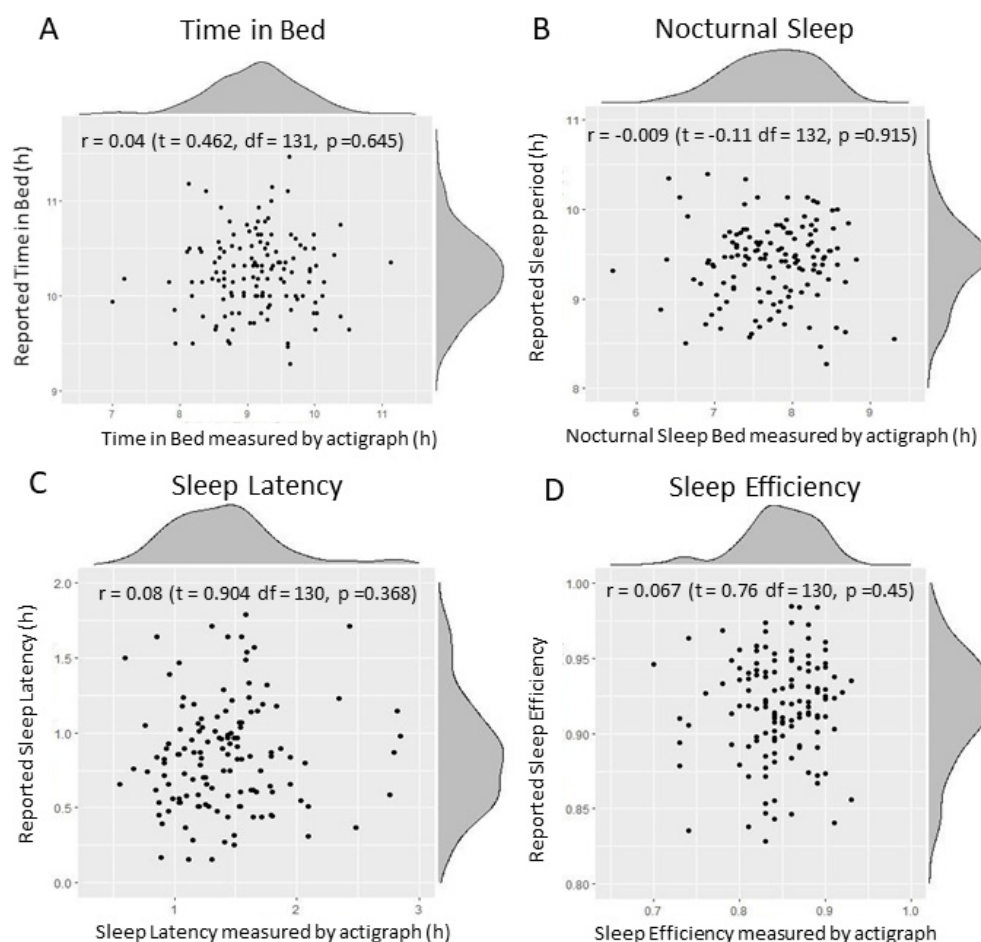 A
Time in Bed
r = 0.04 (t = 0.462, df = 131, p =0.645)
Reported Time in Bed (h)
11
10
9
7
8
9
10
11
Time in Bed measured by actigraph (h)
B
Nocturnal Sleep
r = -0.009 (t = -0.11 df = 132, p =0.915)
Reported Sleep period (h)
11
10
9
8
6
7
8
9
Nocturnal Sleep Bed measured by actigraph (h)
C
Sleep Latency
r = 0.08 (t = 0.904 df = 130, p =0.368)
Reported Sleep Latency (h)
2.0
1.5
1.0
0.5
0.0
1
2
3
Sleep Latency measured by actigraph (h)
D
Sleep Efficiency
r = 0.067 (t = 0.76 df = 130, p =0.45)
Reported Sleep Efficiency
1.00
0.95
0.90
0.85
0.80
0.7
0.8
0.9
1.0
Sleep Efficiency measured by actigraph